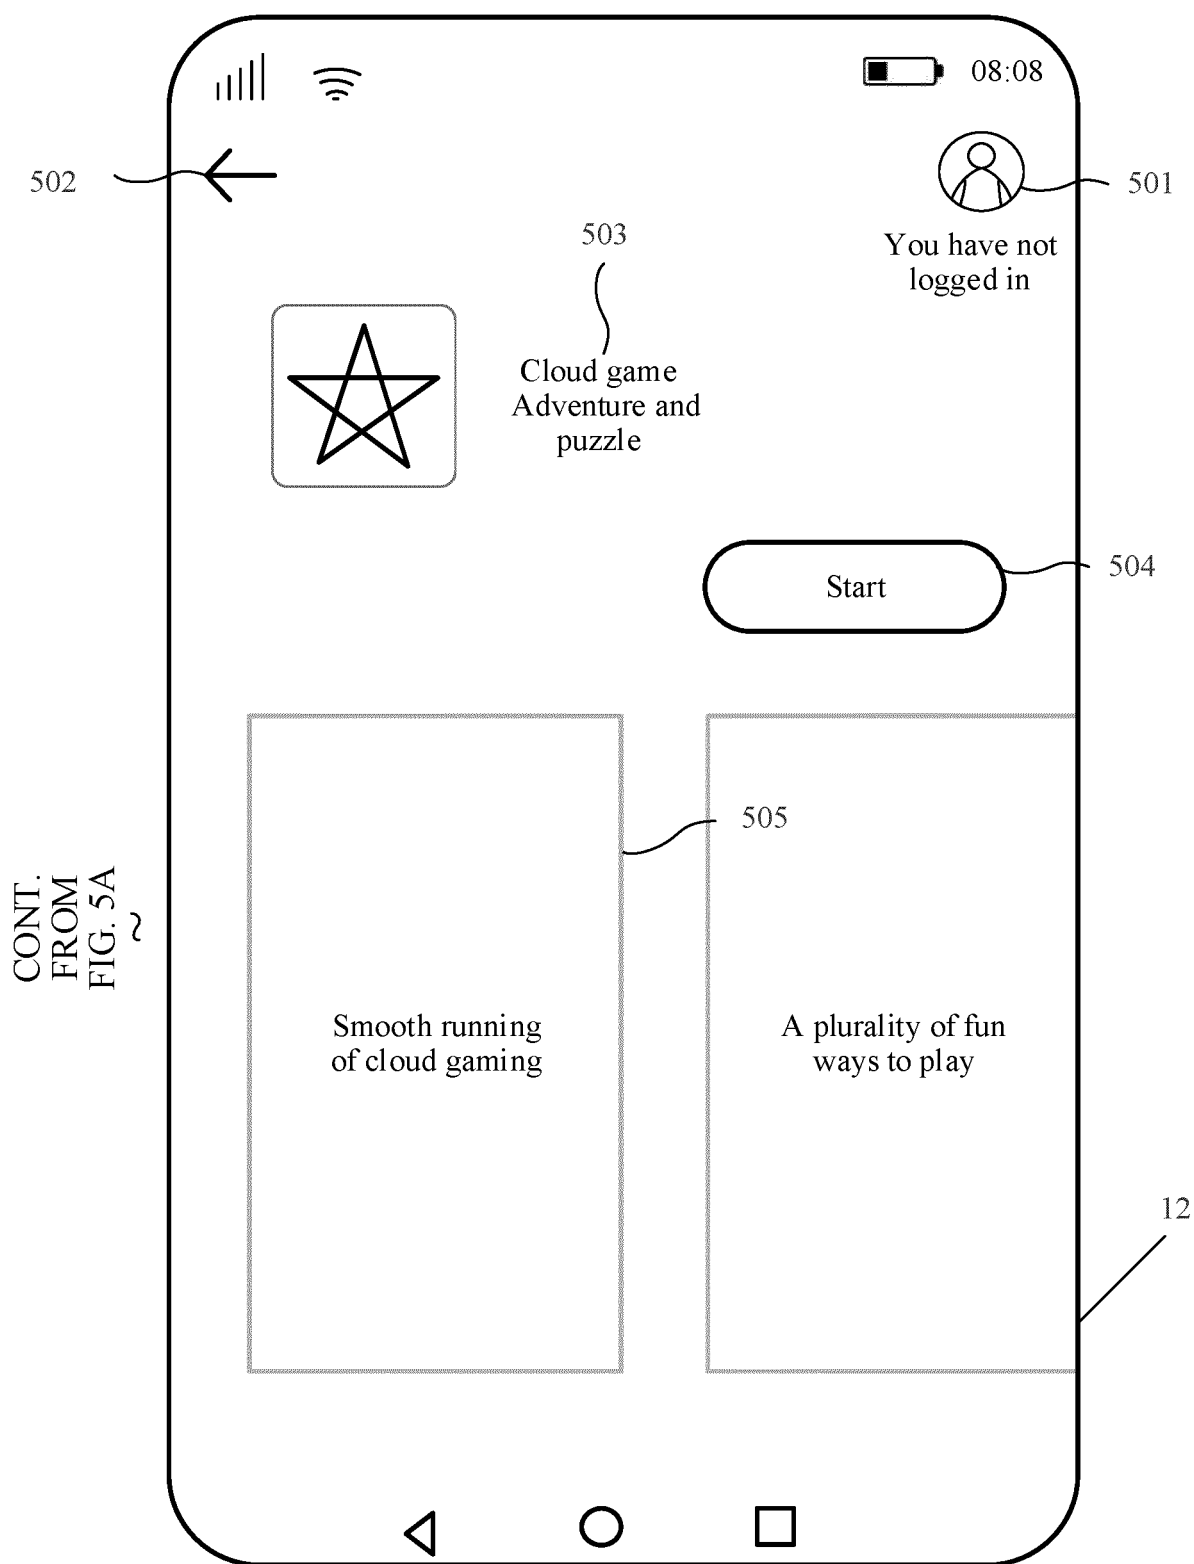 08:08
502
501
You have not
logged in
503
Cloud game
Adventure and
puzzle
504
Start
505
CONT.
FROM
FIG. 5A
~
Smooth running
of cloud gaming
A plurality of fun
ways to play
12